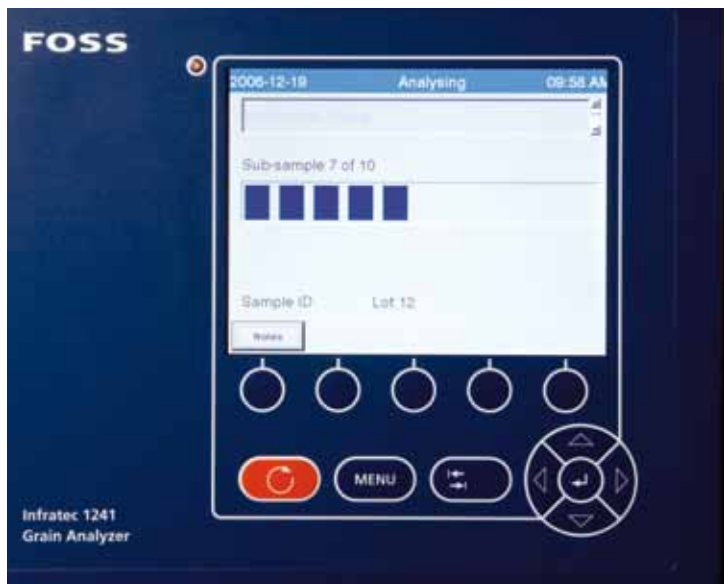 FOSS
2006-12-19 Analysing 09:58 AM
Sub-sample 7 of 10
Sample ID Lot 12
Notes
MENU
Infratec 1241
Grain Analyzer